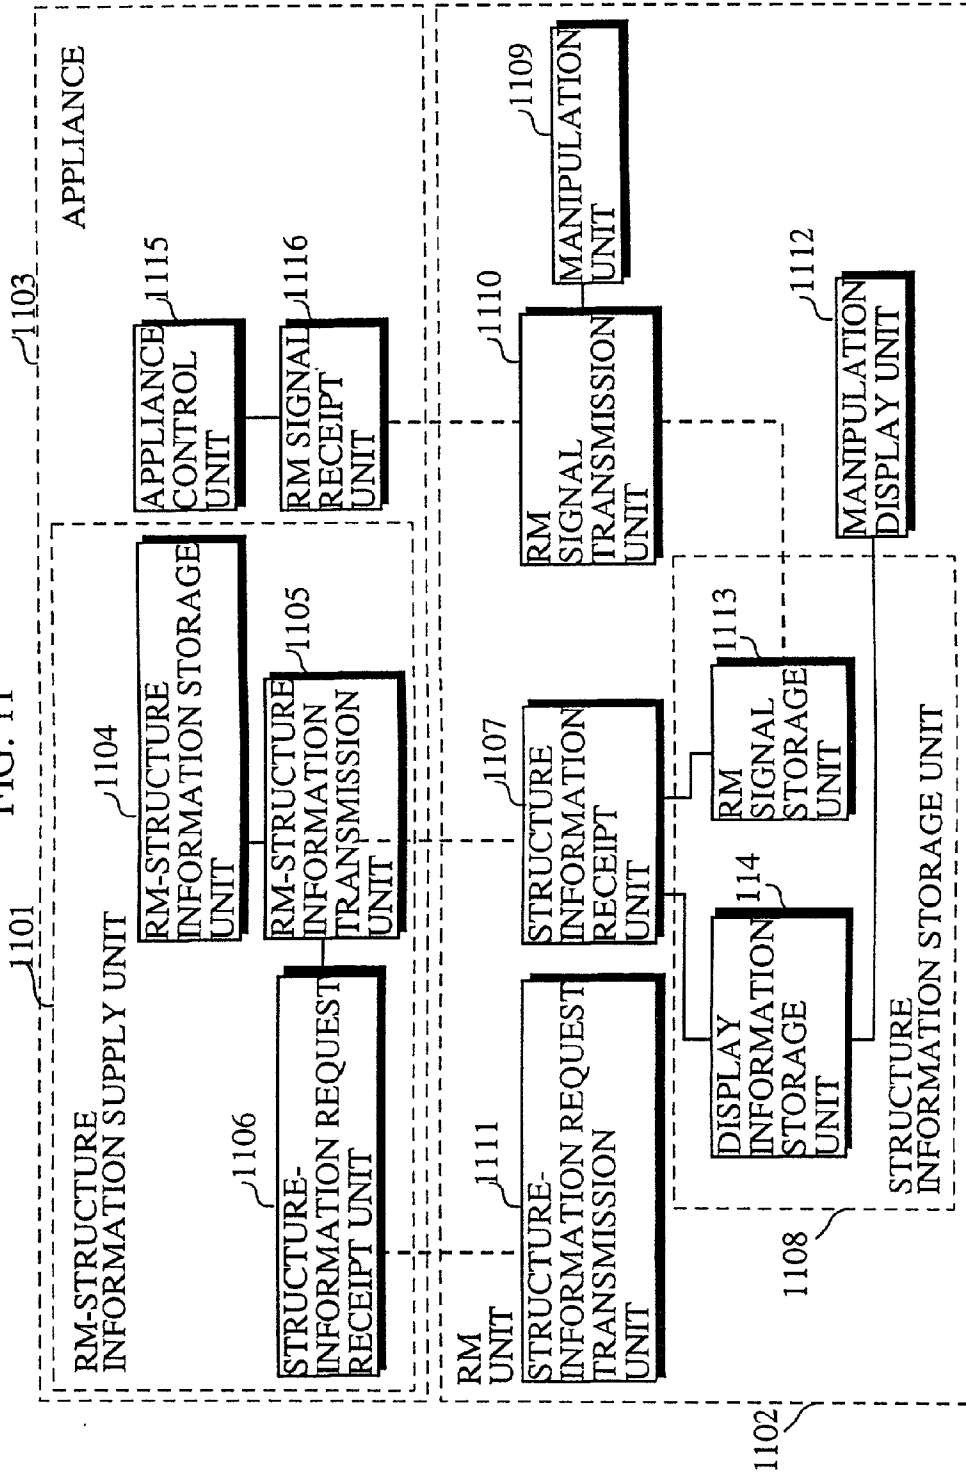 FIG. 11
1101
1103
RM-STRUCTURE
INFORMATION SUPPLY UNIT
APPLIANCE
1104
RM-STRUCTURE
INFORMATION STORAGE
UNIT
1115
APPLIANCE
CONTROL
UNIT
1106
STRUCTURE-
INFORMATION REQUEST
RECEIPT UNIT
1105
RM-STRUCTURE
INFORMATION
TRANSMISSION
UNIT
1116
RM SIGNAL
RECEIPT
UNIT
1102
RM
UNIT
1111
STRUCTURE-
INFORMATION REQUEST
TRANSMISSION
UNIT
1107
STRUCTURE
INFORMATION
RECEIPT
UNIT
1110
RM
SIGNAL
TRANSMISSION
UNIT
1109
MANIPULATION
UNIT
1108
114
DISPLAY
INFORMATION
STORAGE
UNIT
1113
RM
SIGNAL
STORAGE
UNIT
1112
MANIPULATION
DISPLAY UNIT
STRUCTURE
INFORMATION STORAGE UNIT